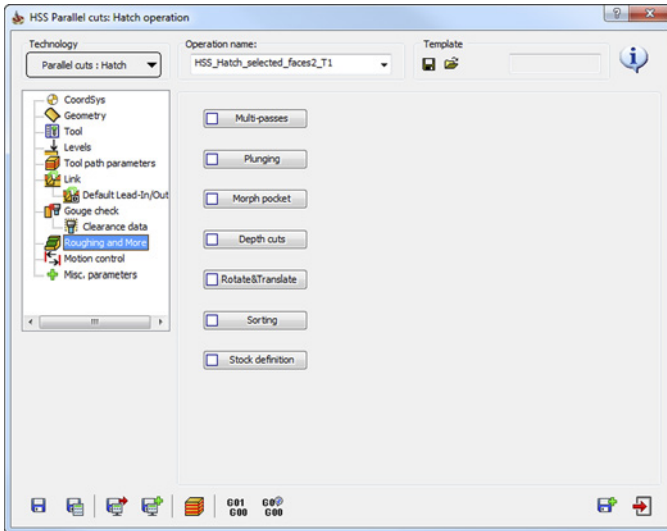 HSS Parallel cuts: Hatch operation
Technology
Parallel cuts : Hatch
Operation name:
HSS_Hatch_selected_faces2_T1
Template
CoordSys
Geometry
Tool
Levels
Tool path parameters
Link
Default Lead-In/Out
Gouge check
Clearance data
Roughing and More
Motion control
Misc. parameters
Multi-passes
Plunging
Morph pocket
Depth cuts
Rotate&Translate
Sorting
Stock definition
G01
G00
G0
G00